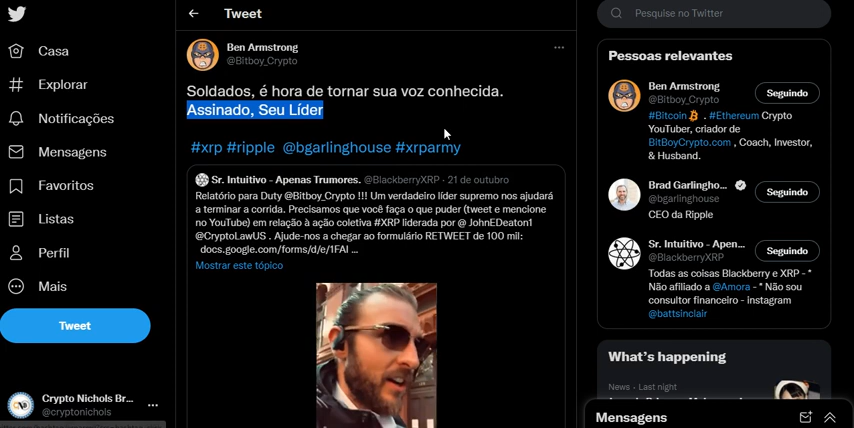 Casa
Explorar
Notificações
Mensagens
Favoritos
Listas
Perfil
Mais
Tweet
Crypto Nichols Br...
@cryptonichols
Tweet
Ben Armstrong
@Bitboy_Crypto
Soldados, é hora de tornar sua voz conhecida.
Assinado, Seu Líder
#xrp #ripple @bgarlinghouse #xrparmy
Sr. Intuitivo - Apenas Trumores. @BlackberryXRP · 21 de outubro
Relatório para Duty @Bitboy_Crypto !!! Um verdadeiro líder supremo nos ajudará
a terminar a corrida. Precisamos que você faça o que puder (tweet e mencione
no YouTube) em relação à ação coletiva #XRP liderada por @ JohnEDeaton1
@CryptoLawUS . Ajude-nos a chegar ao formulário RETWEET de 100 mil:
docs.google.com/forms/d/e/1FAI ...
Mostrar este tópico
Pesquise no Twitter
Pessoas relevantes
Ben Armstrong
@Bitboy_Crypto
Seguindo
#Bitcoin . #Ethereum Crypto
YouTuber, criador de
BitBoyCrypto.com , Coach, Investor,
& Husband.
Brad Garlingho...
@bgarlinghouse
Seguindo
CEO da Ripple
Sr. Intuitivo - Apen...
@BlackberryXRP
Seguindo
Todas as coisas Blackberry e XRP - *
Não afiliado a @Amora - * Não sou
consultor financeiro - instagram
@battsinclair
What's happening
News · Last night
Mensagens